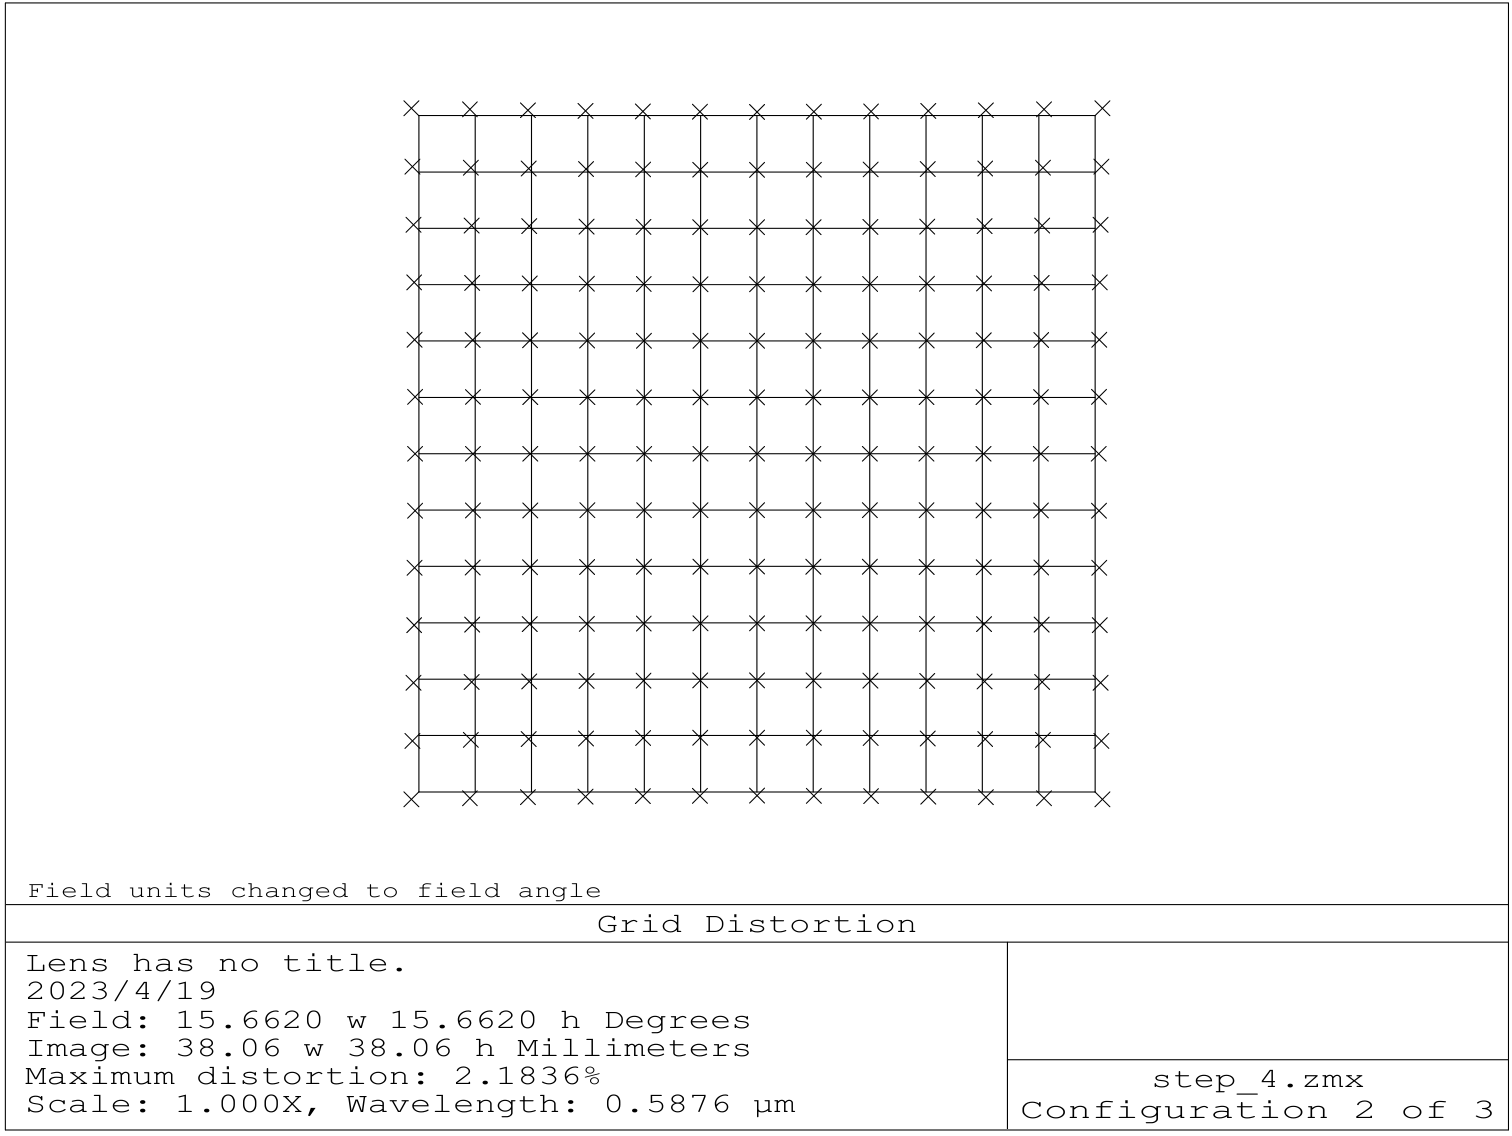 Field units changed to field angle
Grid Distortion
Lens has no title.
2023/4/19
Field: 15.6620 w 15.6620 h Degrees
Image: 38.06 w 38.06 h Millimeters
Maximum distortion: 2.1836%
Scale: 1.000X, Wavelength: 0.5876 µm
step_4.zmx
Configuration 2 of 3